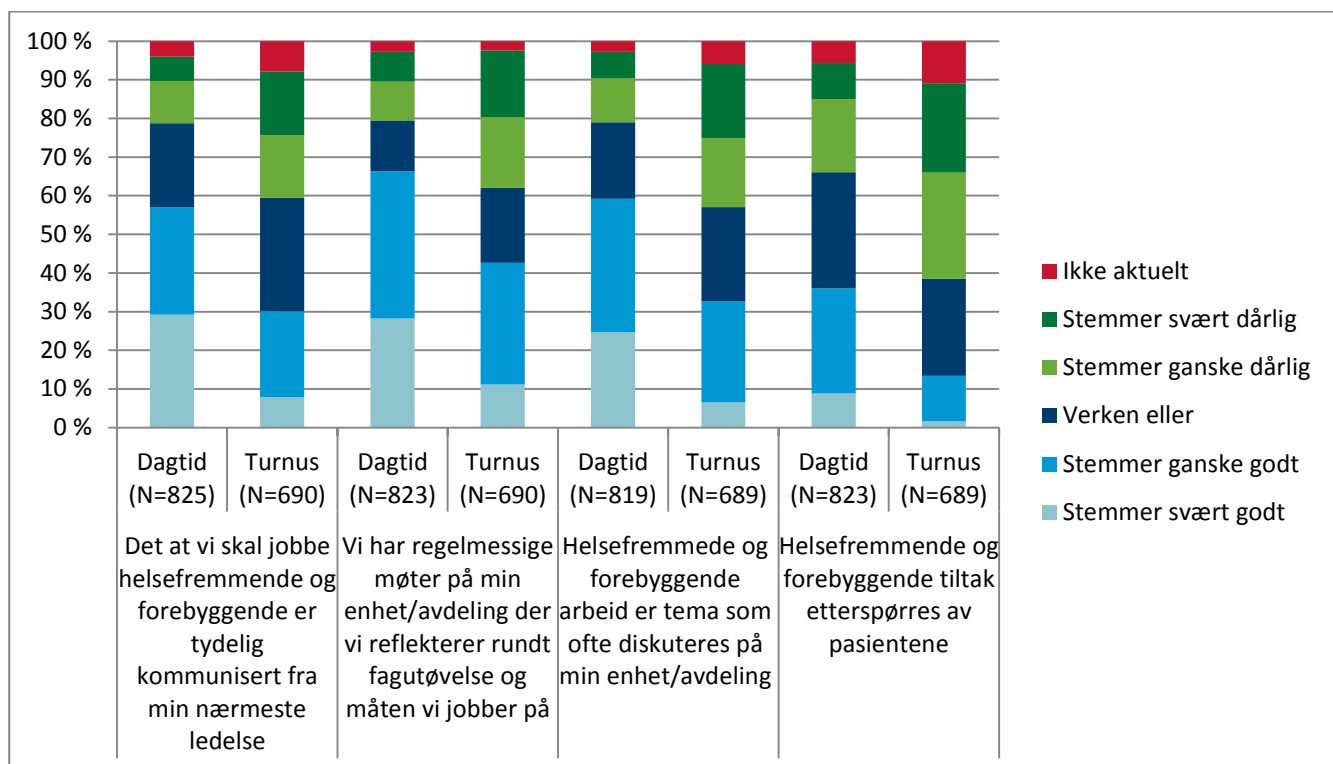 100 %
90 %
80 %
70 %
60 %
50 %
40 %
30 %
20 %
10 %
0 %
Dagtid
(N=825)
Turnus
(N=690)
Dagtid
(N=823)
Turnus
(N=690)
Dagtid
(N=819)
Turnus
(N=689)
Dagtid
(N=823)
Turnus
(N=689)
Det at vi skal jobbe
helsefremmende og
forebyggende er
tydelig
kommunisert fra
min nærmeste
ledelse
Vi har regelmessige
møter på min
enhet/avdeling der
vi reflekterer rundt
fagutøvelse og
måten vi jobber på
Helsefremmede og
forebyggende
arbeid er tema som
ofte diskuteres på
min enhet/avdeling
Helsefremmende og
forebyggende tiltak
etterspørres av
pasientene
Ikke aktuelt
Stemmer svært dårlig
Stemmer ganske dårlig
Verken eller
Stemmer ganske godt
Stemmer svært godt